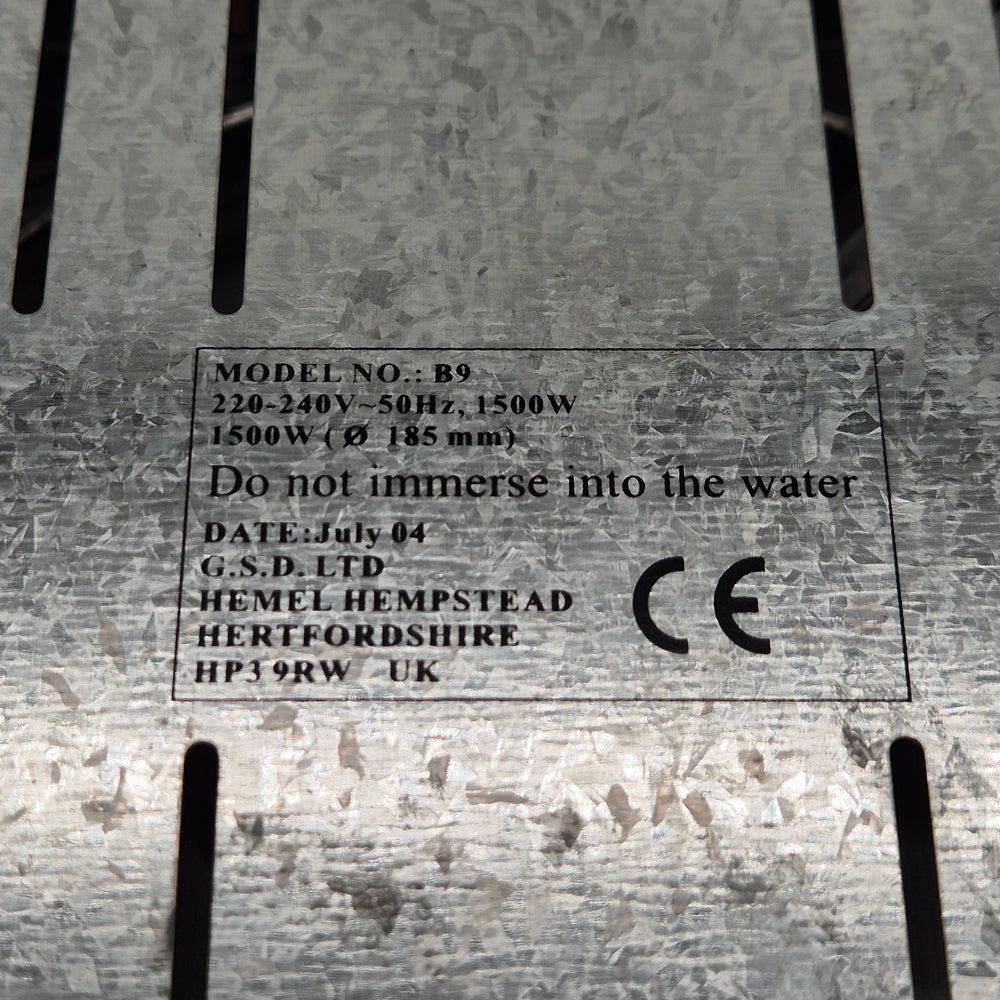 MODEL NO.: B9
220-240V~50Hz, 1500W
1500W ( Ø 185 mm)
Do not immerse into the water
DATE:July 04
G.S.D. LTD
HEMEL HEMPSTEAD
HERTFORDSHIRE
HP3 9RW UK
CE